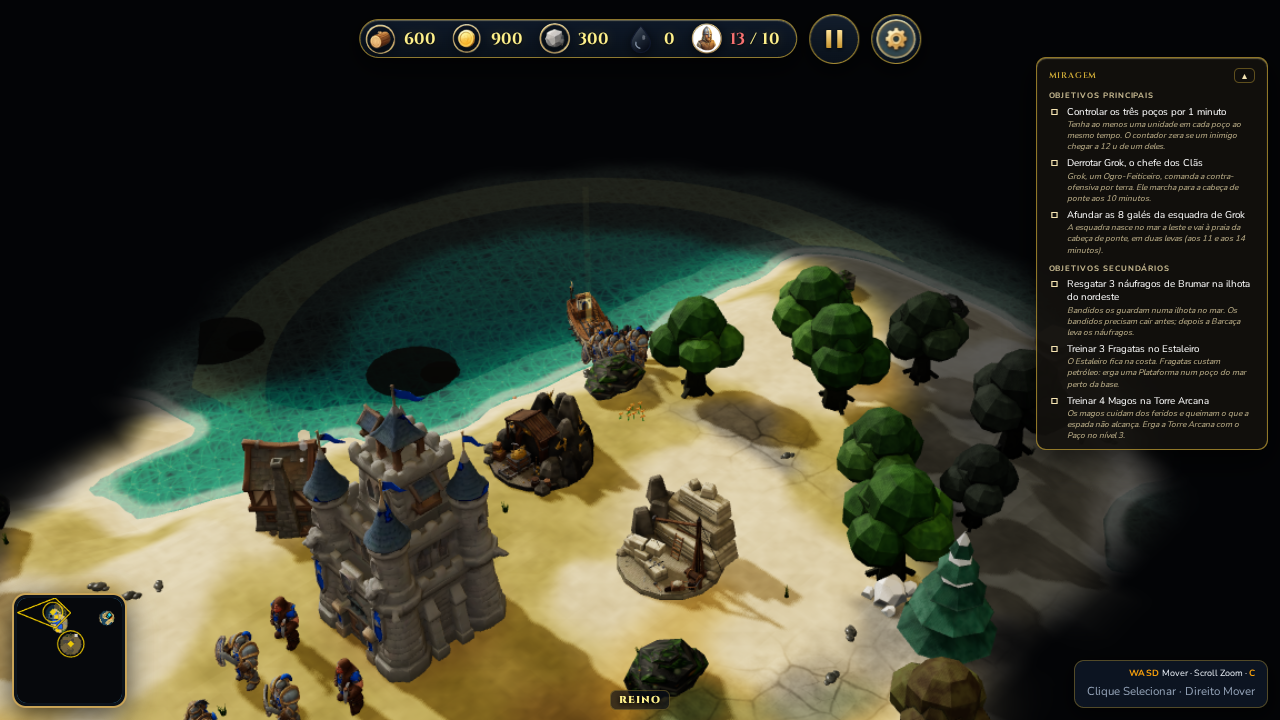 600
900
300
0
13 / 10
MIRAGEM
OBJETIVOS PRINCIPAIS
Controlar os três poços por 1 minuto
Tenha ao menos uma unidade em cada poço ao
mesmo tempo. O contador zera se um inimigo
chegar a 12 u de um deles.
Derrotar Grok, o chefe dos Clãs
Grok, um Ogro-Feiticeiro, comanda a contra-
ofensiva por terra. Ele marcha para a cabeça de
ponte aos 10 minutos.
Afundar as 8 galés da esquadra de Grok
A esquadra nasce no mar a leste e vai à praia da
cabeça de ponte, em duas levas (aos 11 e aos 14
minutos).
OBJETIVOS SECUNDÁRIOS
Resgatar 3 náufragos de Brumar na ilhota
do nordeste
Bandidos os guardam numa ilhota no mar. Os
bandidos precisam cair antes; depois a Barcaça
leva os náufragos.
Treinar 3 Fragatas no Estaleiro
O Estaleiro fica na costa. Fragatas custam
petróleo: erga uma Plataforma num poço do mar
perto da base.
Treinar 4 Magos na Torre Arcana
Os magos cuidam dos feridos e queimam o que a
espada não alcança. Erga a Torre Arcana com o
Paço no nível 3.
WASD Mover · Scroll Zoom · C
Clique Selecionar · Direito Mover
REINO